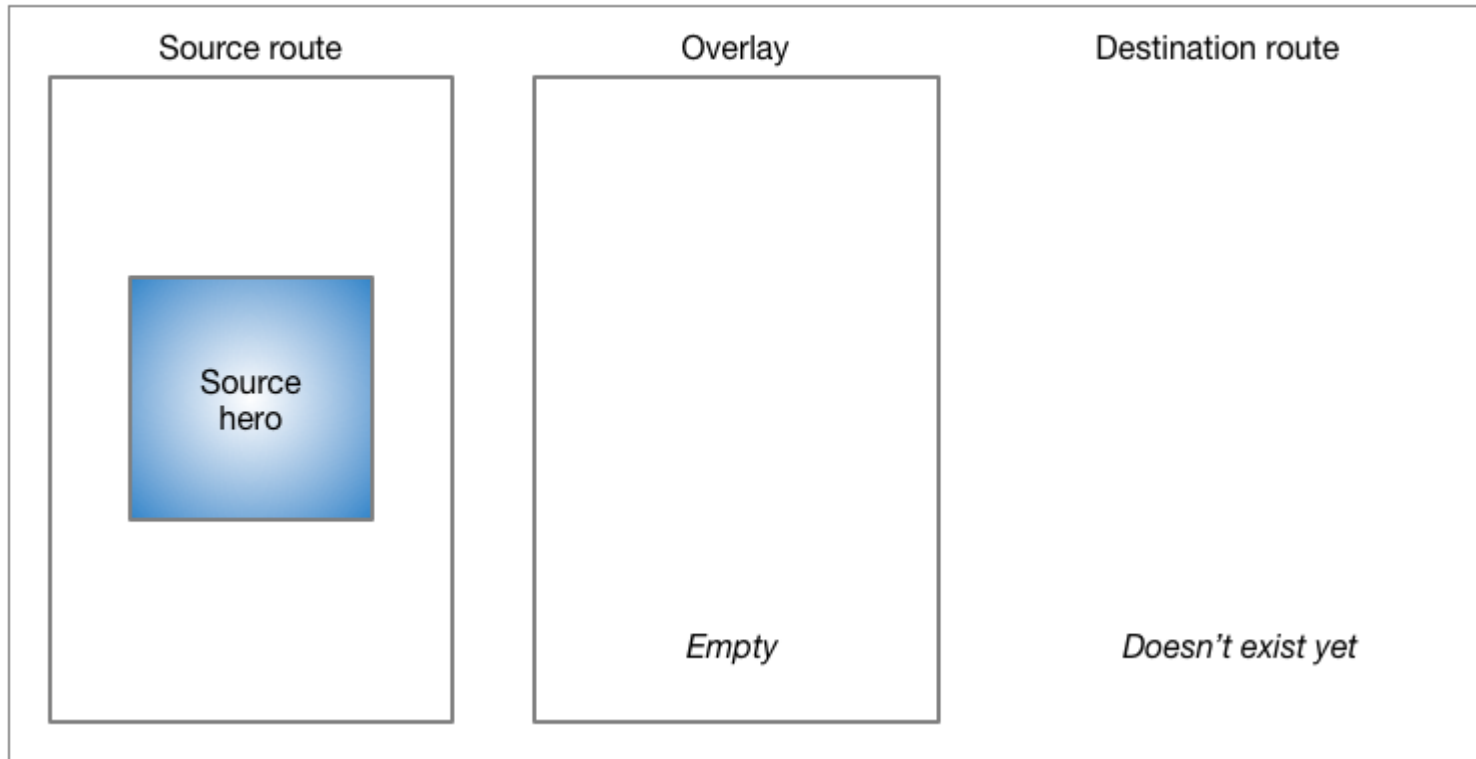 Source route
Overlay
Destination route
Source
hero
Empty
Doesn't exist yet